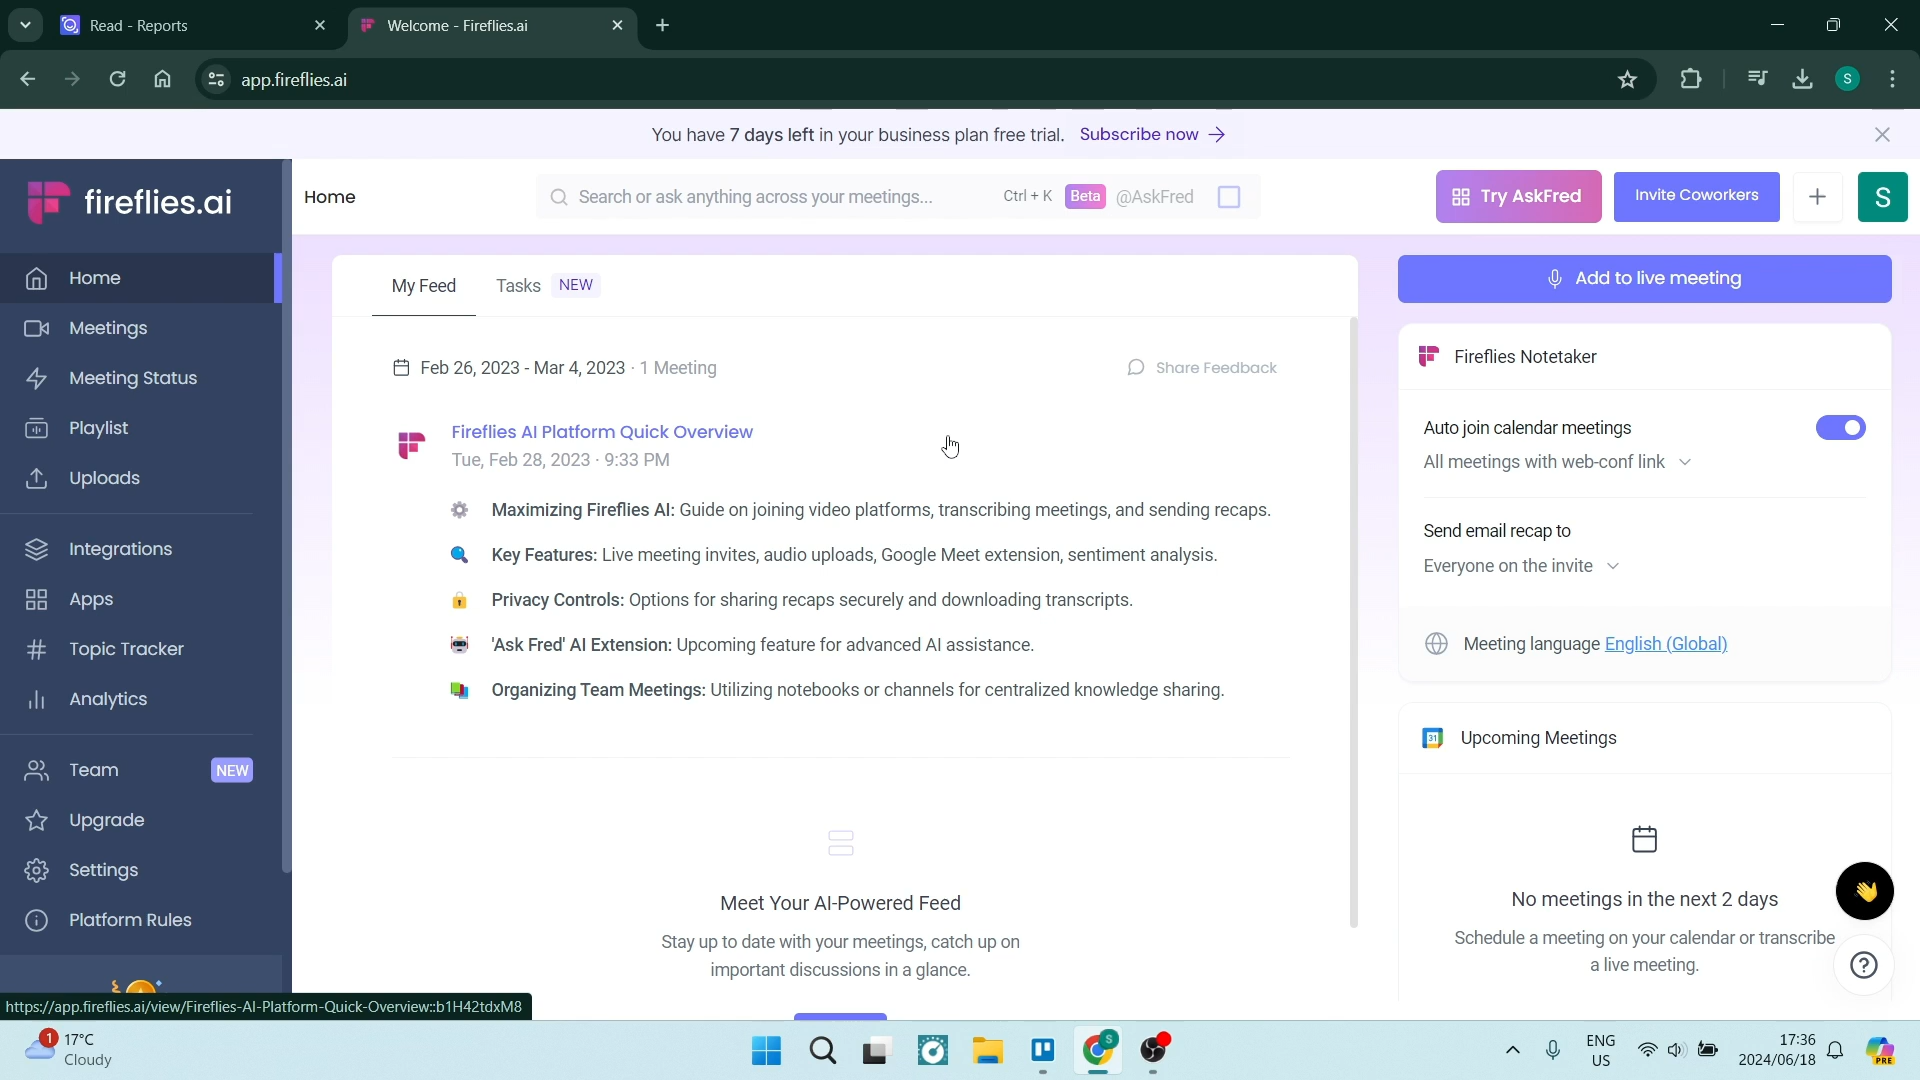 Read - Reports
Welcome - Fireflies.ai
app.fireflies.ai
S
You have 7 days left in your business plan free trial. Subscribe now →
fireflies.ai
Home
Search or ask anything across your meetings... Ctrl + K Beta @AskFred
Try AskFred
Invite Coworkers
+
S
Home
Meetings
Meeting Status
Playlist
Uploads
Integrations
Apps
Topic Tracker
Analytics
Team NEW
Upgrade
Settings
Platform Rules
My Feed
Tasks NEW
Feb 26, 2023 - Mar 4, 2023 · 1 Meeting
Share Feedback
Fireflies AI Platform Quick Overview
Tue, Feb 28, 2023 · 9:33 PM
Maximizing Fireflies AI: Guide on joining video platforms, transcribing meetings, and sending recaps.
Key Features: Live meeting invites, audio uploads, Google Meet extension, sentiment analysis.
Privacy Controls: Options for sharing recaps securely and downloading transcripts.
'Ask Fred' AI Extension: Upcoming feature for advanced AI assistance.
Organizing Team Meetings: Utilizing notebooks or channels for centralized knowledge sharing.
Meet Your AI-Powered Feed
Stay up to date with your meetings, catch up on
important discussions in a glance.
Add to live meeting
Fireflies Notetaker
Auto join calendar meetings
All meetings with web-conf link
Send email recap to
Everyone on the invite
Meeting language English (Global)
31
Upcoming Meetings
No meetings in the next 2 days
Schedule a meeting on your calendar or transcribe
a live meeting.
https://app.fireflies.ai/view/Fireflies-AI-Platform-Quick-Overview::b1H42tdxM8
1
17°C
Cloudy
S
ENG
US
17:36
2024/06/18
PRE